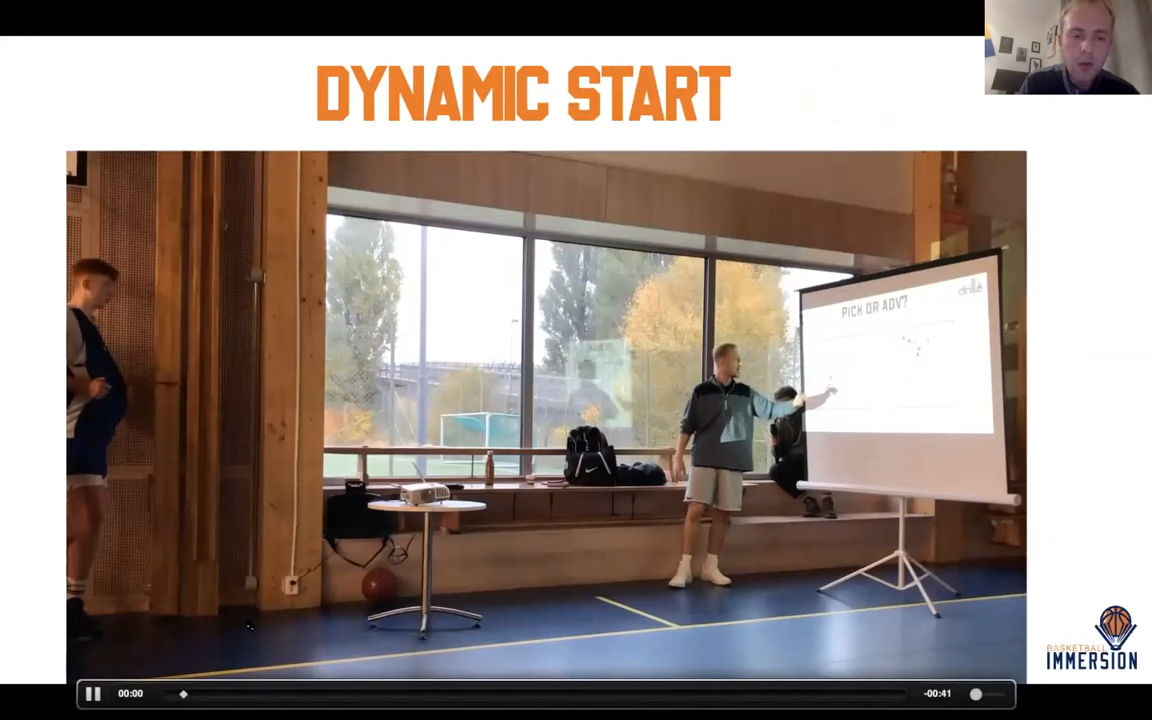 DYNAMIC START
PICK OR ADV?
BASKETBALL
IMMERSION
00:00
-00:41